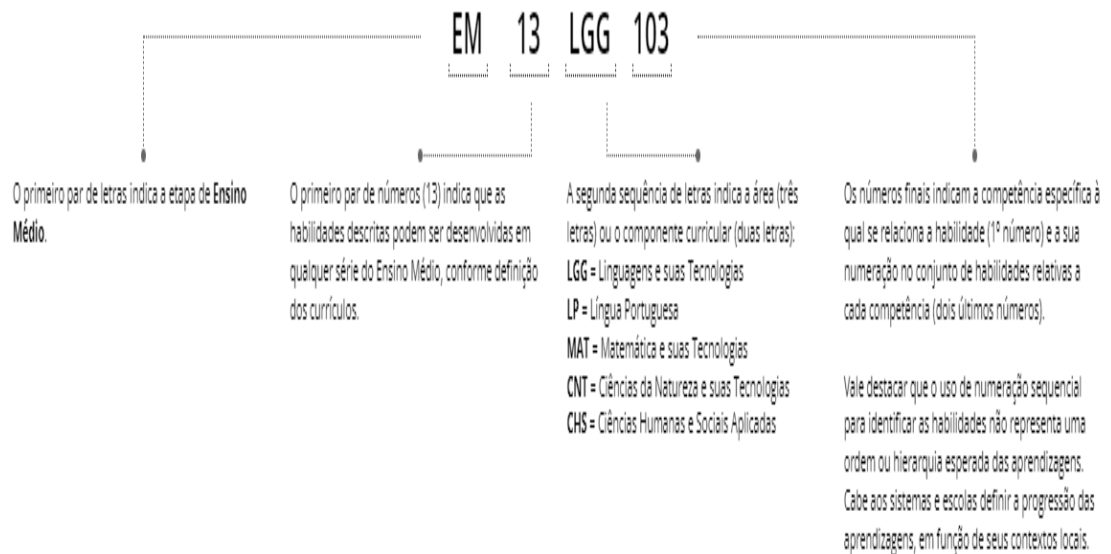 EM 13 LGG 103
O primeiro par de letras indica a etapa de Ensino
Médio.
O primeiro par de números (13) indica que as
habilidades descritas podem ser desenvolvidas em
qualquer série do Ensino Médio, conforme definição
dos currículos.
A segunda sequência de letras indica a área (três
letras) ou o componente curricular (duas letras):
LGG = Linguagens e suas Tecnologias
LP = Língua Portuguesa
MAT = Matemática e suas Tecnologias
CNT = Ciências da Natureza e suas Tecnologias
CHS = Ciências Humanas e Sociais Aplicadas
Os números finais indicam a competência específica à
qual se relaciona a habilidade (1º número) e a sua
numeração no conjunto de habilidades relativas a
cada competência (dois últimos números).
Vale destacar que o uso de numeração sequencial
para identificar as habilidades não representa uma
ordem ou hierarquia esperada das aprendizagens.
Cabe aos sistemas e escolas definir a progressão das
aprendizagens, em função de seus contextos locais.